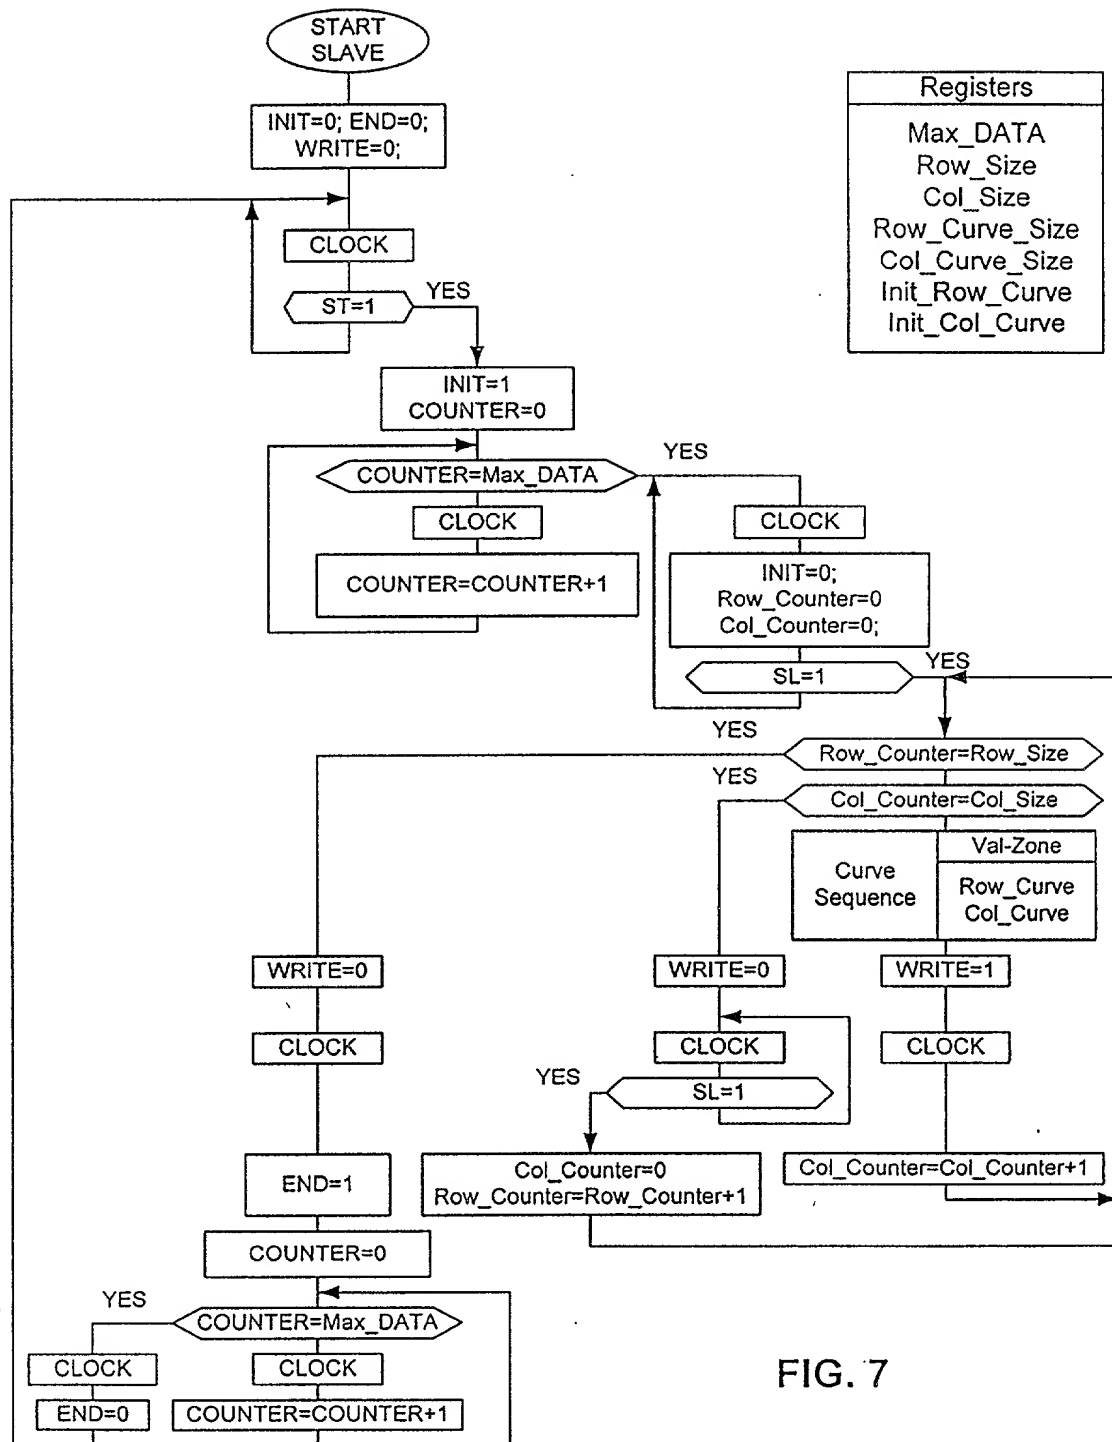 START
SLAVE
INIT=0; END=0;
WRITE=0;
CLOCK
ST=1
YES
Registers
Max_DATA
Row_Size
Col_Size
Row_Curve_Size
Col_Curve_Size
Init_Row_Curve
Init_Col_Curve
INIT=1
COUNTER=0
COUNTER=Max_DATA
YES
CLOCK
COUNTER=COUNTER+1
CLOCK
INIT=0;
Row_Counter=0
Col_Counter=0;
SL=1
YES
YES
Row_Counter=Row_Size
YES
Col_Counter=Col_Size
Curve
Sequence
Val-Zone
Row_Curve
Col_Curve
WRITE=0
WRITE=0
WRITE=1
CLOCK
CLOCK
CLOCK
YES
SL=1
END=1
Col_Counter=0
Row_Counter=Row_Counter+1
Col_Counter=Col_Counter+1
COUNTER=0
YES
COUNTER=Max_DATA
CLOCK
CLOCK
END=0
COUNTER=COUNTER+1
FIG. 7